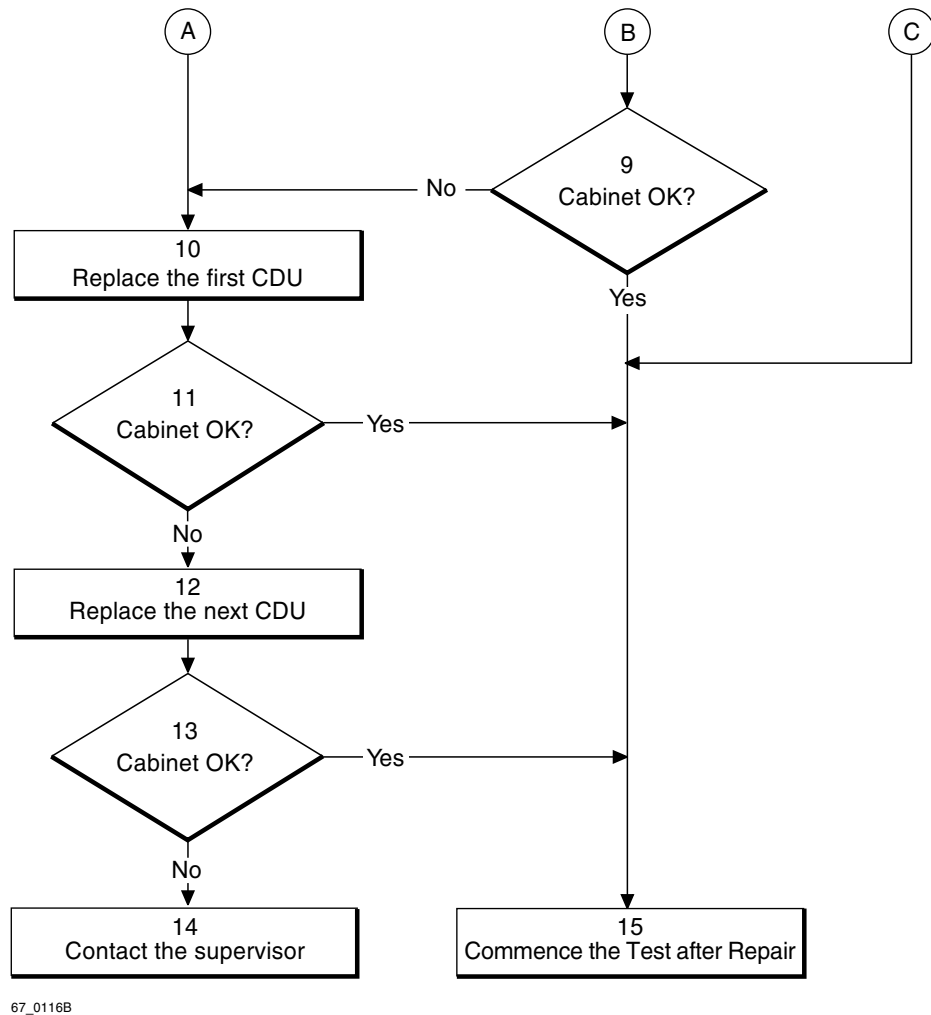 A
B
C
9
Cabinet OK?
No
Yes
10
Replace the first CDU
11
Cabinet OK?
Yes
No
12
Replace the next CDU
13
Cabinet OK?
Yes
No
14
Contact the supervisor
15
Commence the Test after Repair
67_0116B